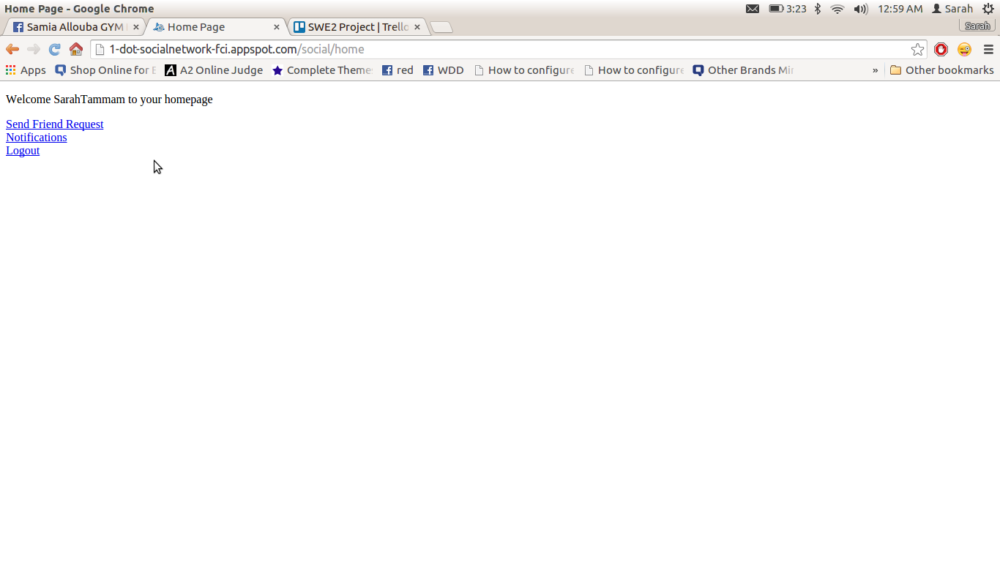 Home Page - Google Chrome
3:23
12:59 AM
Sarah
Samia Allouba GYM
Home Page
SWE2 Project | Trello
Sarah
1-dot-socialnetwork-fci.appspot.com/social/home
Apps
Shop Online for
A2 Online Judge
Complete Themes
red
WDD
How to configure
How to configure
Other Brands
»
Other bookmarks
Welcome SarahTammam to your homepage
Send Friend Request
Notifications
Logout